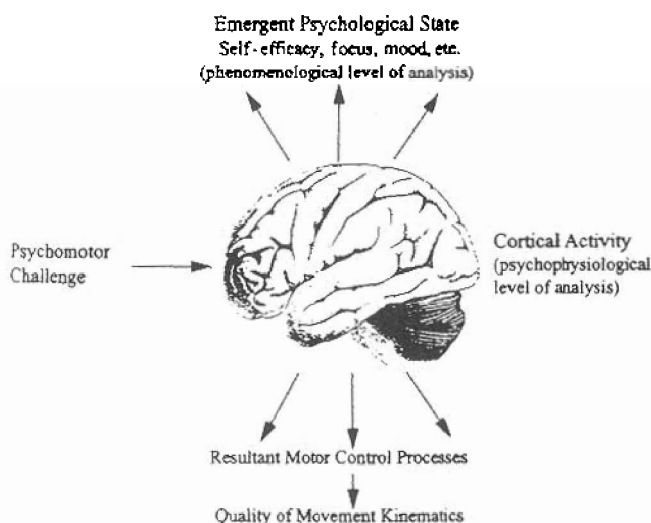 Emergent Psychological State
Self-efficacy, focus, mood, etc.
(phenomenological level of analysis)
Psychomotor
Challenge
Cortical Activity
(psychophysiological
level of analysis)
Resultant Motor Control Processes
Quality of Movement Kinematics